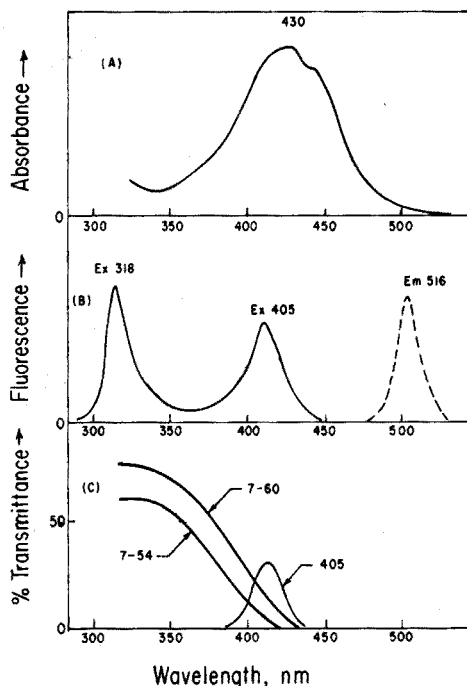 430
(A)
Absorbance →
0
300 350 400 450 500
Ex 318
(B)
Ex 405
Em 516
Fluorescence →
0
300 350 400 450 500
% Transmittance →
(C)
7-60
50
7-54
405
0
300 350 400 450 500
Wavelength, nm